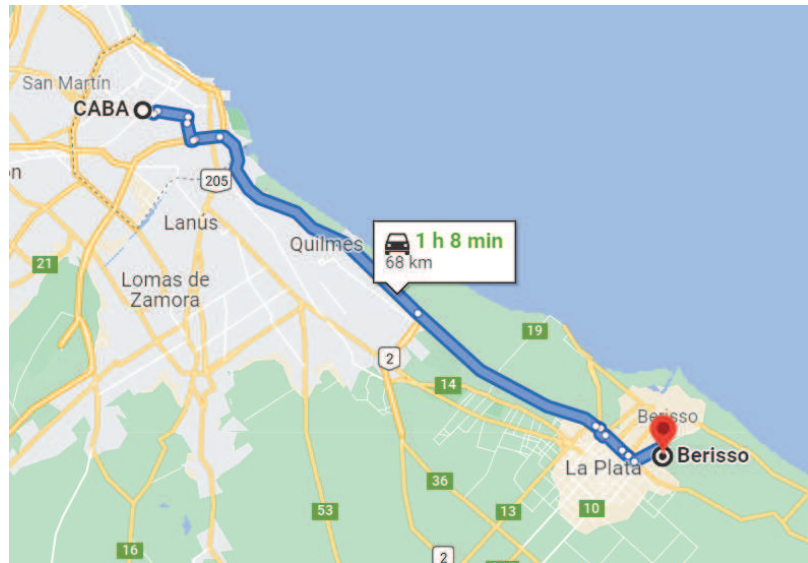 San Martín
CABA
205
Lanús
Quilmes
1 h 8 min
68 km
21
Lomas de
Zamora
19
2
14
Berisso
Berisso
La Plata
36
13
10
53
16
2